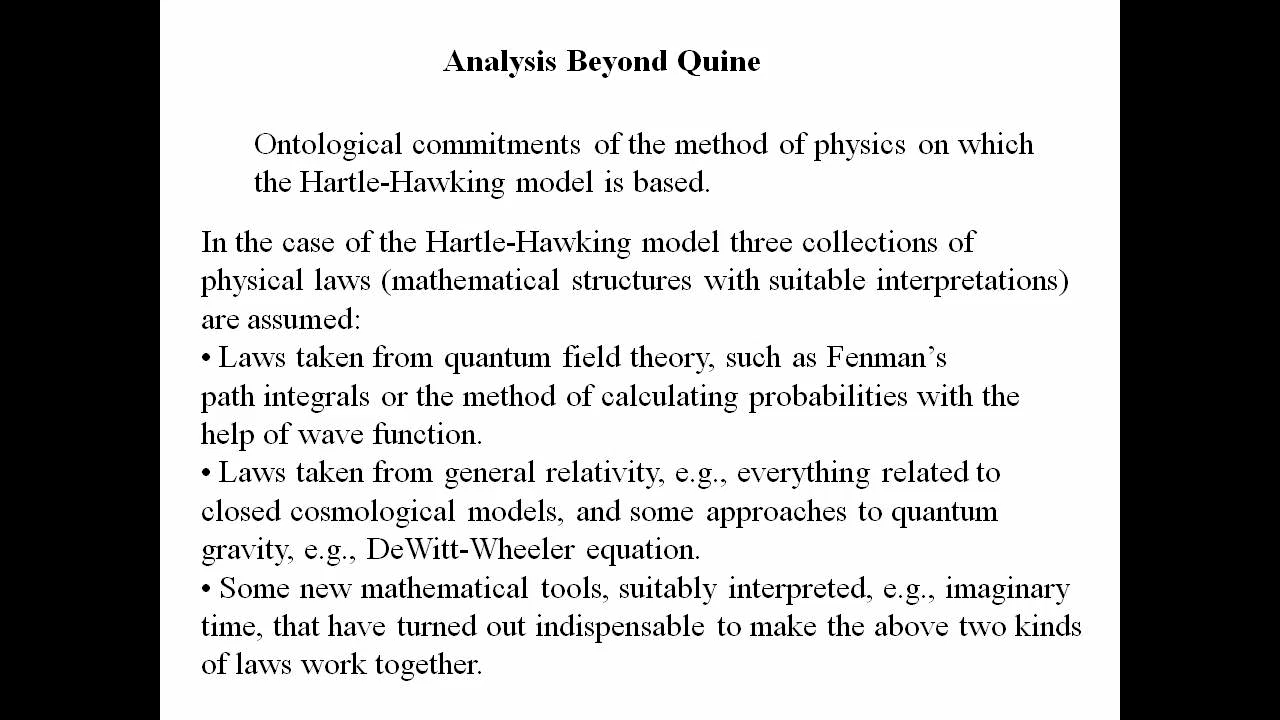 Analysis Beyond Quine
Ontological commitments of the method of physics on which
the Hartle-Hawking model is based.
In the case of the Hartle-Hawking model three collections of
physical laws (mathematical structures with suitable interpretations)
are assumed:
• Laws taken from quantum field theory, such as Fenman’s
path integrals or the method of calculating probabilities with the
help of wave function.
• Laws taken from general relativity, e.g., everything related to
closed cosmological models, and some approaches to quantum
gravity, e.g., DeWitt-Wheeler equation.
• Some new mathematical tools, suitably interpreted, e.g., imaginary
time, that have turned out indispensable to make the above two kinds
of laws work together.